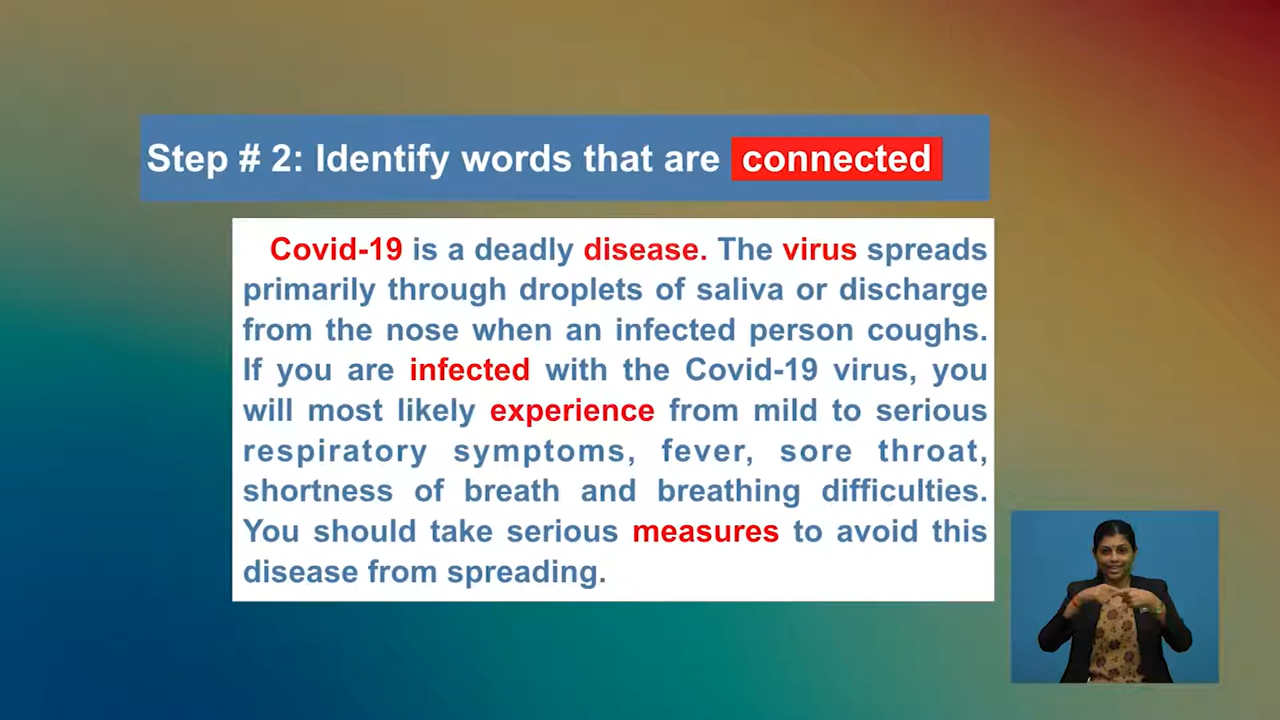 Step # 2: Identify words that are connected
Covid-19 is a deadly disease. The virus spreads
primarily through droplets of saliva or discharge
from the nose when an infected person coughs.
If you are infected with the Covid-19 virus, you
will most likely experience from mild to serious
respiratory symptoms, fever, sore throat,
shortness of breath and breathing difficulties.
You should take serious measures to avoid this
disease from spreading.